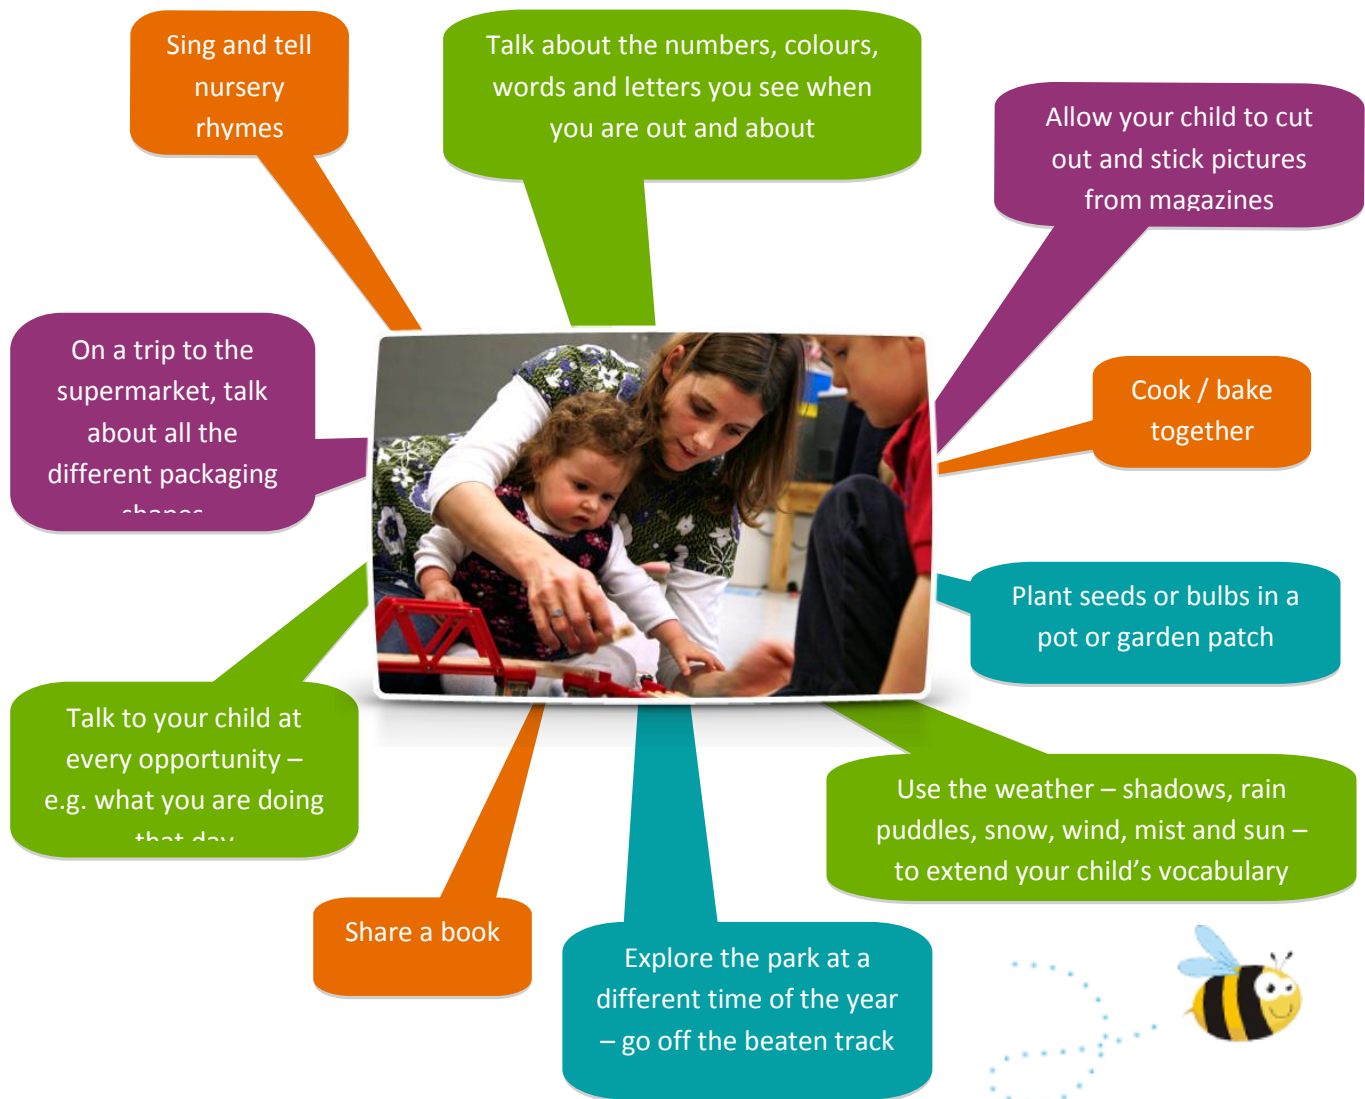 Sing and tell
nursery
rhymes
Talk about the numbers, colours,
words and letters you see when
you are out and about
Allow your child to cut
out and stick pictures
from magazines
On a trip to the
supermarket, talk
about all the
different packaging
shapes
Cook / bake
together
Plant seeds or bulbs in a
pot or garden patch
Talk to your child at
every opportunity –
e.g. what you are doing
that day
Use the weather – shadows, rain
puddles, snow, wind, mist and sun –
to extend your child’s vocabulary
Share a book
Explore the park at a
different time of the year
– go off the beaten track